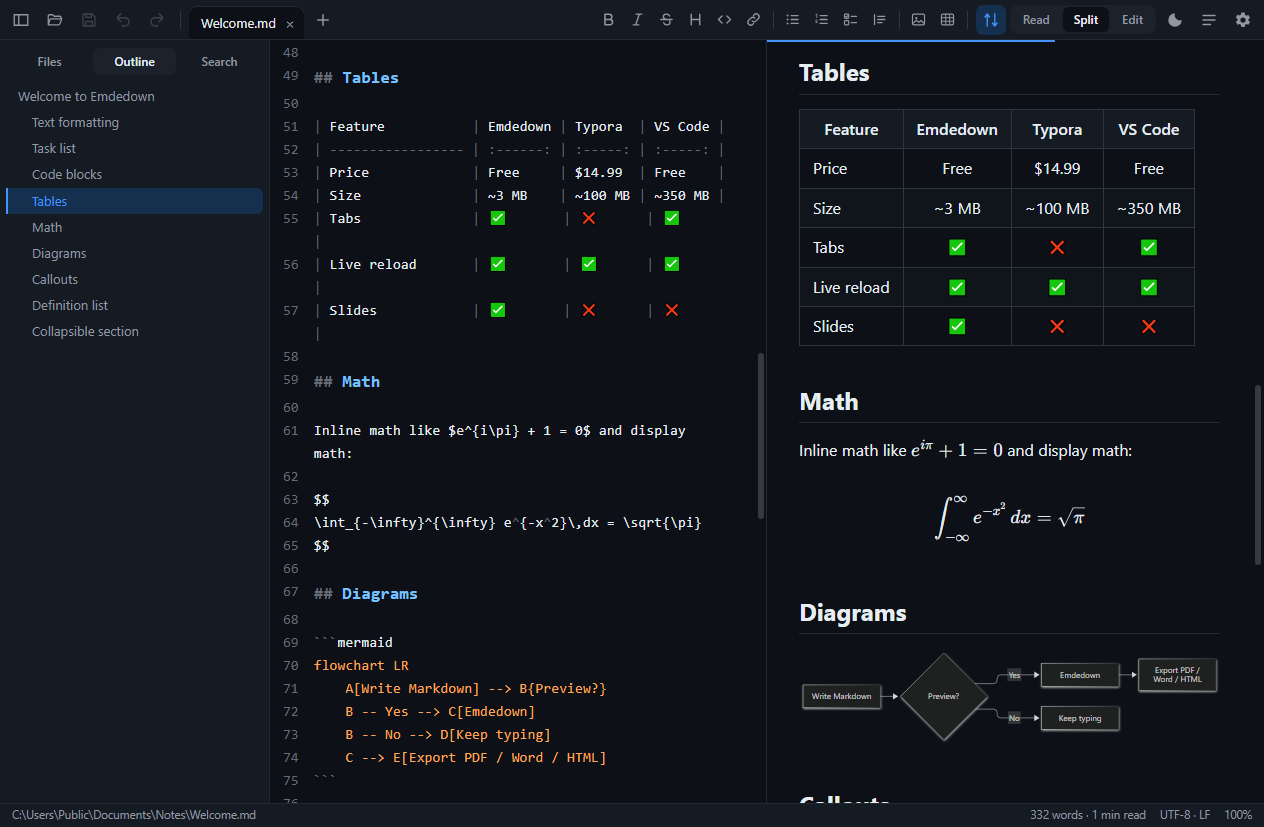 Welcome.md ×
Read Split Edit
Files Outline Search
Welcome to Emdedown
Text formatting
Task list
Code blocks
Tables
Math
Diagrams
Callouts
Definition list
Collapsible section
48
49 ## Tables
50
51 | Feature | Emdedown | Typora | VS Code |
52 | ----------------- | :------: | :-----: | :-----: |
53 | Price | Free | $14.99 | Free |
54 | Size | ~3 MB | ~100 MB | ~350 MB |
55 | Tabs | ✅ | ❌ | ✅
|
56 | Live reload | ✅ | ✅ | ✅
|
57 | Slides | ✅ | ❌ | ❌
|
58
59 ## Math
60
61 Inline math like $e^{i\pi} + 1 = 0$ and display
math:
62
63 $$
64 \int_{-\infty}^{\infty} e^{-x^2}\,dx = \sqrt{\pi}
65 $$
66
67 ## Diagrams
68
69 ```mermaid
70 flowchart LR
71 A[Write Markdown] --> B{Preview?}
72 B -- Yes --> C[Emdedown]
73 B -- No --> D[Keep typing]
74 C --> E[Export PDF / Word / HTML]
75 ```
76
Tables
Feature Emdedown Typora VS Code
Price Free $14.99 Free
Size ~3 MB ~100 MB ~350 MB
Tabs ✅ ❌ ✅
Live reload ✅ ✅ ✅
Slides ✅ ❌ ❌
Math
Inline math like e^{iπ} + 1 = 0 and display math:
∫_{−∞}^{∞} e^{−x²} dx = √π
Diagrams
Write Markdown
Preview?
Yes
Emdedown
Export PDF /
Word / HTML
No
Keep typing
Callouts
C:\Users\Public\Documents\Notes\Welcome.md
332 words · 1 min read UTF-8 · LF 100%